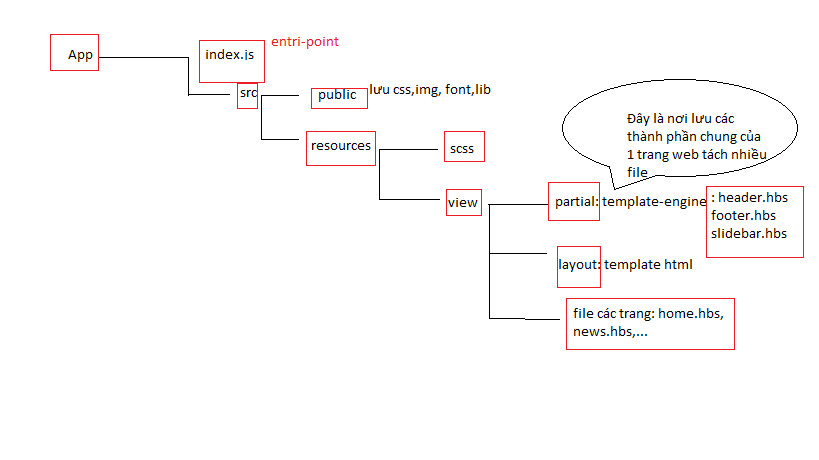 entri-point
App
index.js
src
public
lưu css,img, font,lib
resources
scss
view
Đây là nơi lưu các
thành phần chung của
1 trang web tách nhiều
file
partial: template-engine
: header.hbs
footer.hbs
slidebar.hbs
layout: template html
file các trang: home.hbs,
news.hbs,...